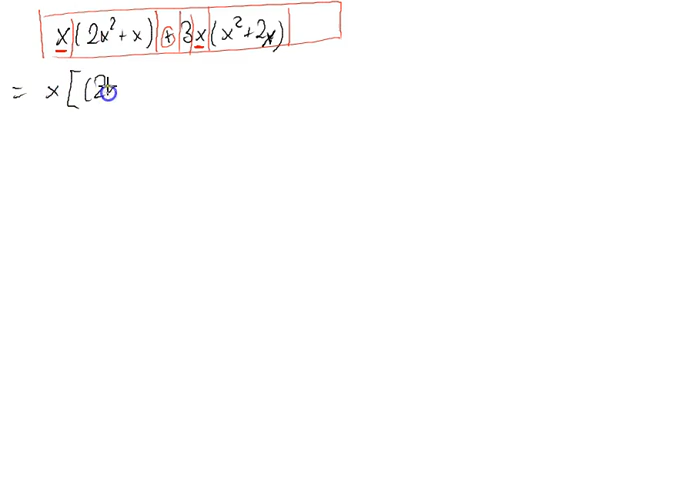 x(2x²+x)+3x(x²+2x)
= x[(2